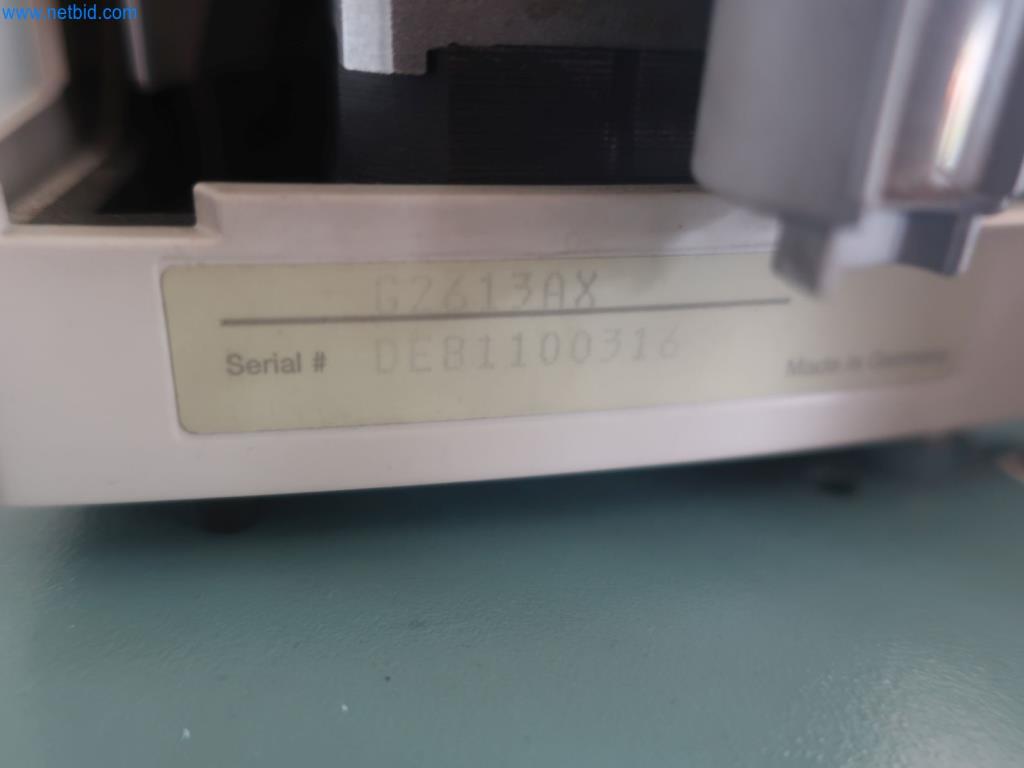 www.netbid.com
G2613AX
Serial # DE81100316
Made in Germany